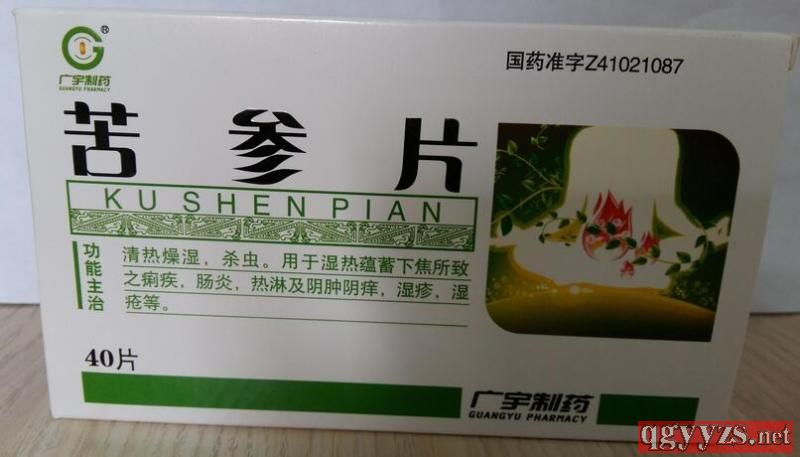 ®
广宇制药
GUANGYU PHARMACY
国药准字Z41021087
苦参片
KU SHEN PIAN
功能主治
清热燥湿，杀虫。用于湿热蕴蓄下焦所致
之痢疾，肠炎，热淋及阴肿阴痒，湿疹，湿
疮等。
40片
广宇制药
GUANGYU PHARMACY
qgyyzs.net